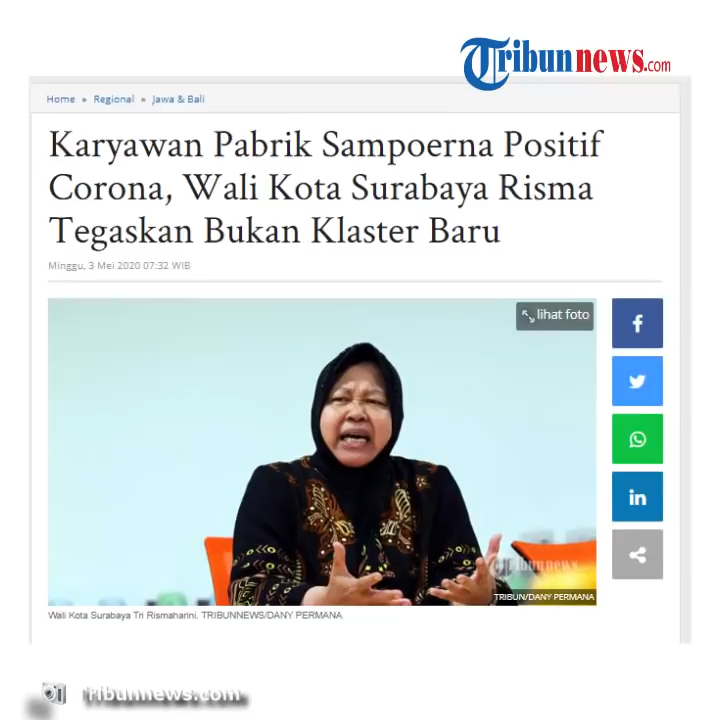 Tribunnews.com
Home » Regional » Jawa & Bali
Karyawan Pabrik Sampoerna Positif
Corona, Wali Kota Surabaya Risma
Tegaskan Bukan Klaster Baru
Minggu, 3 Mei 2020 07:32 WIB
lihat foto
Tribunnews
TRIBUN/DANY PERMANA
Wali Kota Surabaya Tri Rismaharini. TRIBUNNEWS/DANY PERMANA
Tribunnews.com